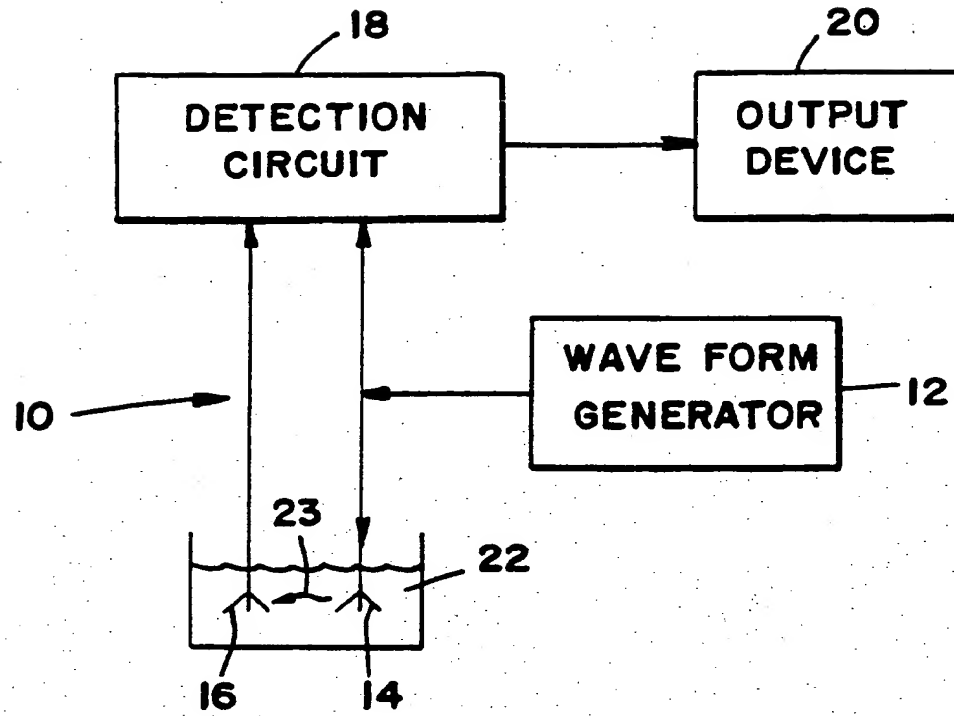 18
20
DETECTION
CIRCUIT
OUTPUT
DEVICE
WAVE FORM
GENERATOR
12
10
23
22
16
14